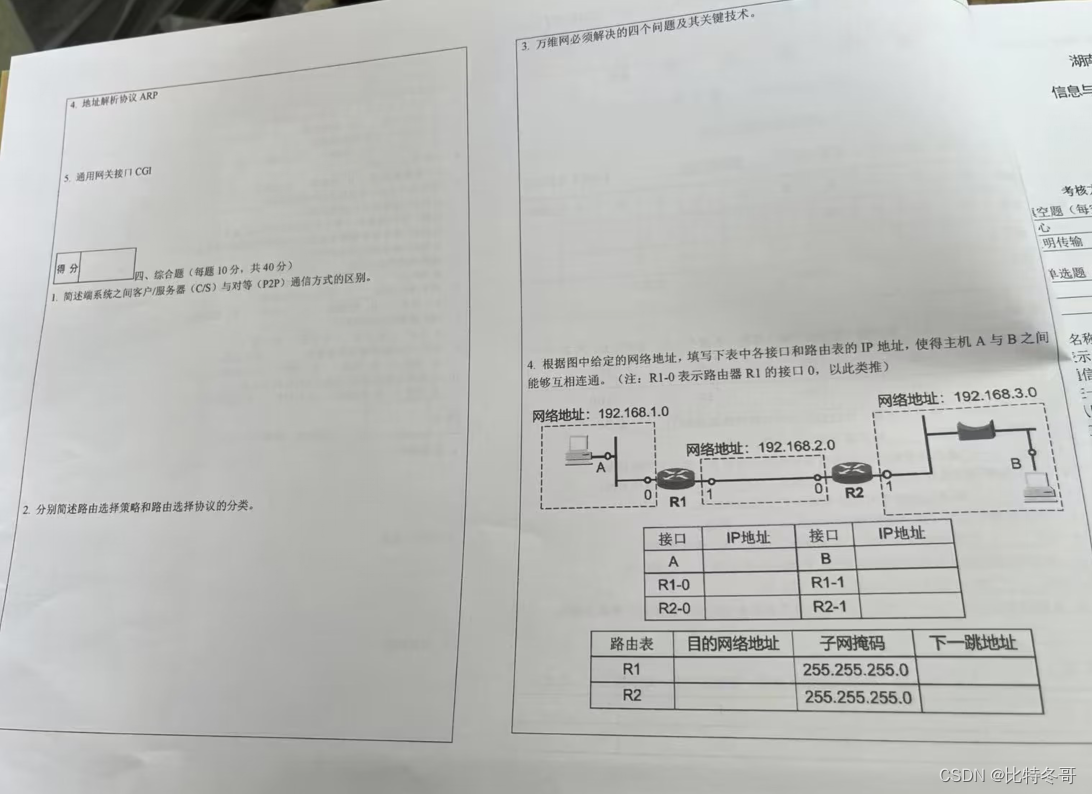 4. 地址解析协议 ARP
5. 通用网关接口 CGI
得 分
四、综合题（每题 10 分，共 40 分）
1. 简述端系统之间客户/服务器（C/S）与对等（P2P）通信方式的区别。
2. 分别简述路由选择策略和路由选择协议的分类。
3. 万维网必须解决的四个问题及其关键技术。
4. 根据图中给定的网络地址，填写下表中各接口和路由表的 IP 地址，使得主机 A 与 B 之间
能够互相连通。（注：R1-0 表示路由器 R1 的接口 0，以此类推）
网络地址：192.168.1.0
网络地址：192.168.2.0
网络地址：192.168.3.0
A
0
R1
1
0
R2
1
B
接口 IP地址 接口 IP地址
A B
R1-0 R1-1
R2-0 R2-1
路由表 目的网络地址 子网掩码 下一跳地址
R1 255.255.255.0
R2 255.255.255.0
湖南
信息与
考核
空题（每
心
明传输
单选题
名称
示
CSDN @比特冬哥